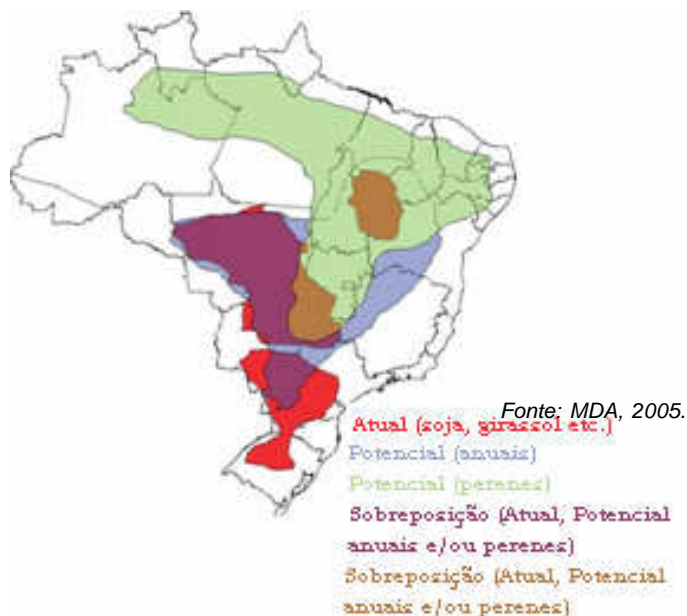 Fonte: MDA, 2005.
Atual (soja, girassol etc.)
Potencial (anuais)
Potencial (perenes)
Sobreposição (Atual, Potencial
anuais e/ou perenes)
Sobreposição (Atual, Potencial
anuais e/ou perenes)